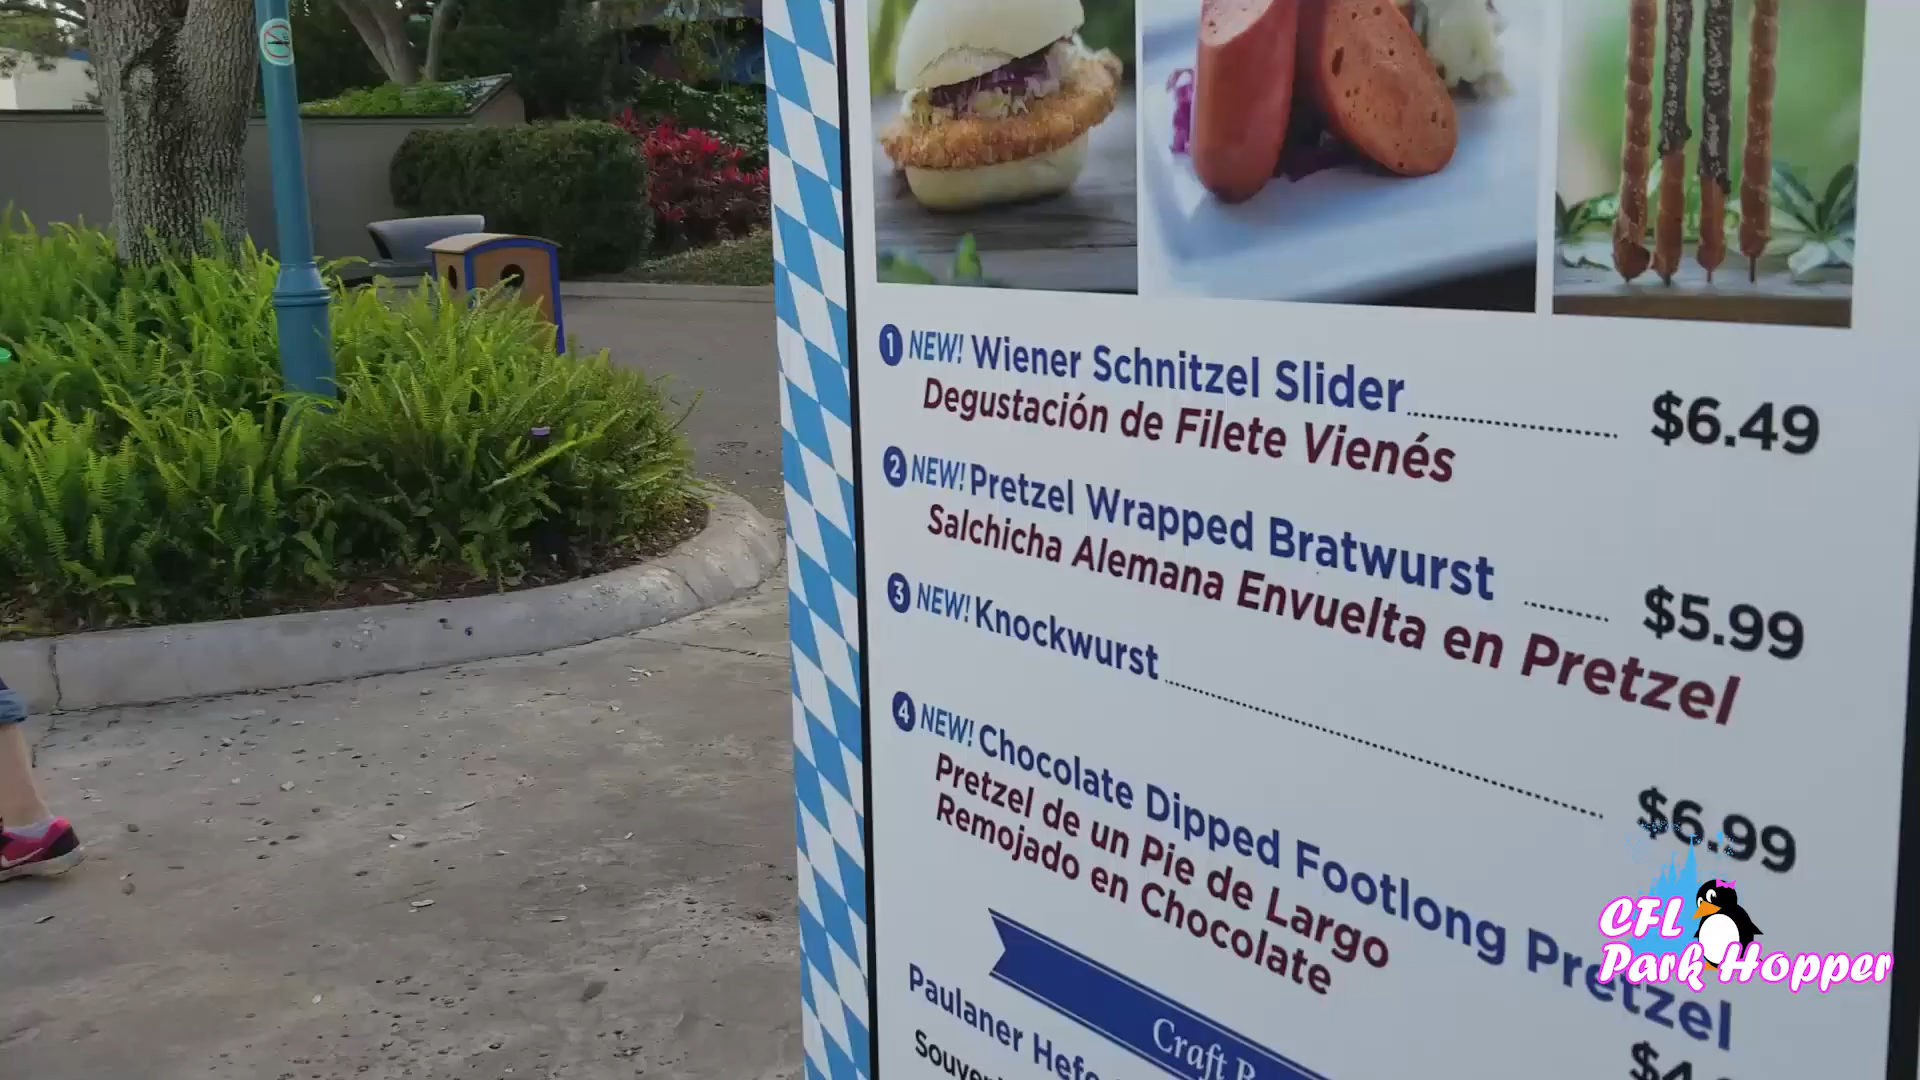 1 NEW! Wiener Schnitzel Slider $6.49
Degustación de Filete Vienés
2 NEW! Pretzel Wrapped Bratwurst $5.99
Salchicha Alemana Envuelta en Pretzel
3 NEW! Knockwurst $6.99
4 NEW! Chocolate Dipped Footlong Pretzel
Pretzel de un Pie de Largo
Remojado en Chocolate
Craft
Paulaner
CFL
Park Hopper